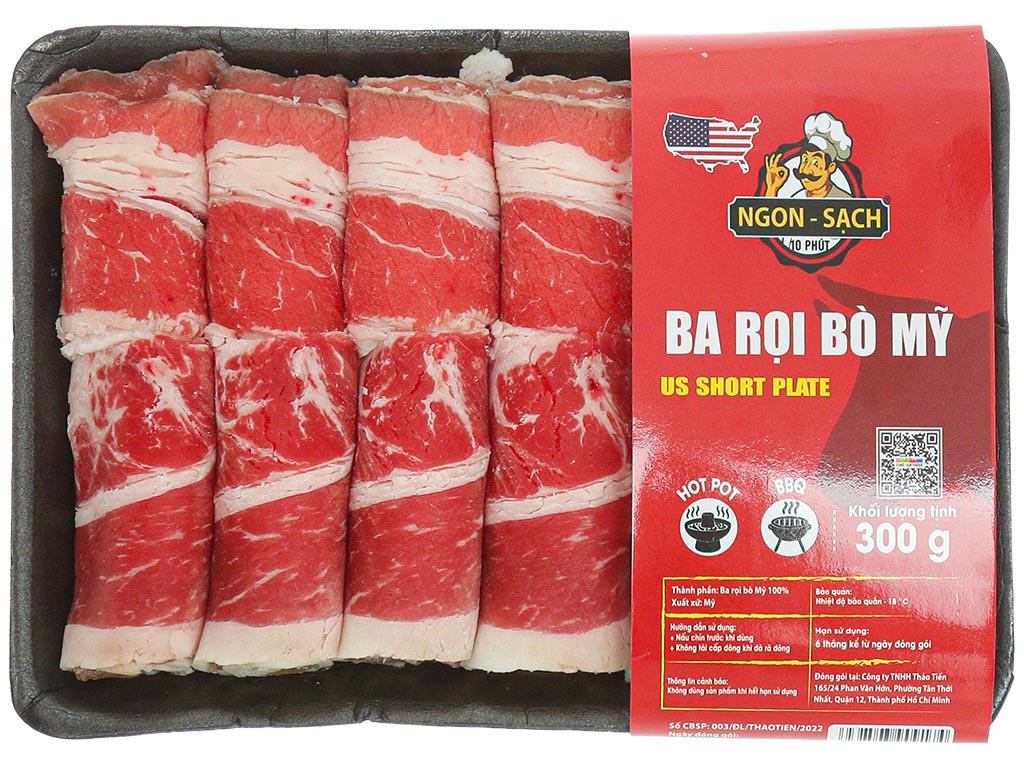 NGON - SẠCH
10 PHÚT
BA RỌI BÒ MỸ
US SHORT PLATE
HOT POT
BBQ
Khối lượng tịnh
300 g
Thành phần: Ba rọi bò Mỹ 100%
Xuất xứ: Mỹ
Bảo quản:
Nhiệt độ bảo quản - 18 °C
Hướng dẫn sử dụng:
+ Nấu chín trước khi dùng
+ Không tái cấp đông khi đã rã đông
Hạn sử dụng:
6 tháng kể từ ngày đóng gói
Thông tin cảnh báo:
Không dùng sản phẩm khi hết hạn sử dụng
Đóng gói tại: Công ty TNHH Thảo Tiến
165/24 Phan Văn Hớn, Phường Tân Thới
Nhất, Quận 12, Thành phố Hồ Chí Minh
Số CBSP: 003/ĐL/THAOTIEN/2022
Ngày đóng gói: